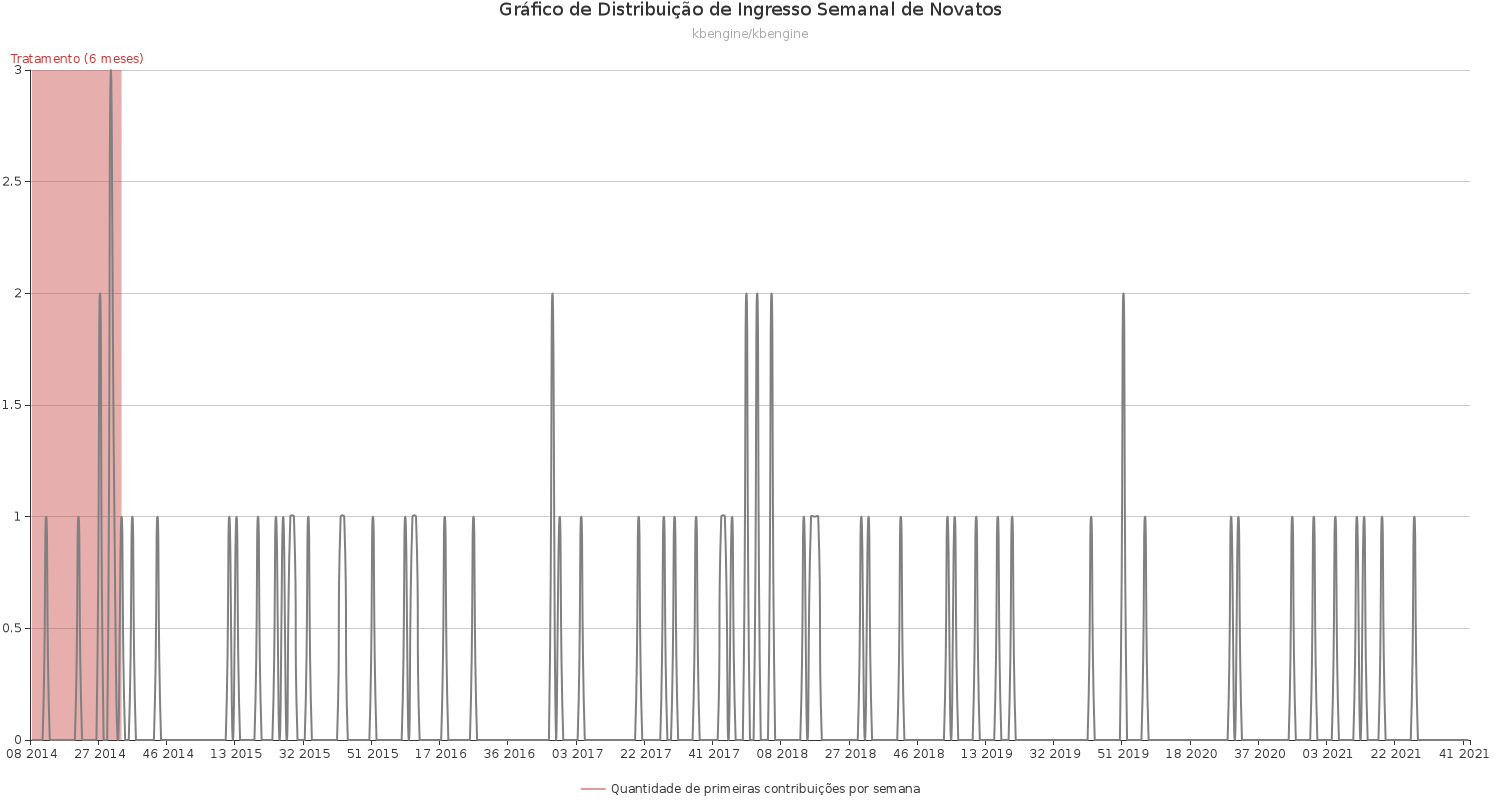 Gráfico de Distribuição de Ingresso Semanal de Novatos
kbengine/kbengine
Tratamento (6 meses)
3
2.5
2
1.5
1
0.5
0
08 2014 27 2014 46 2014 13 2015 32 2015 51 2015 17 2016 36 2016 03 2017 22 2017 41 2017 08 2018 27 2018 46 2018 13 2019 32 2019 51 2019 18 2020 37 2020 03 2021 22 2021 41 2021
Quantidade de primeiras contribuições por semana